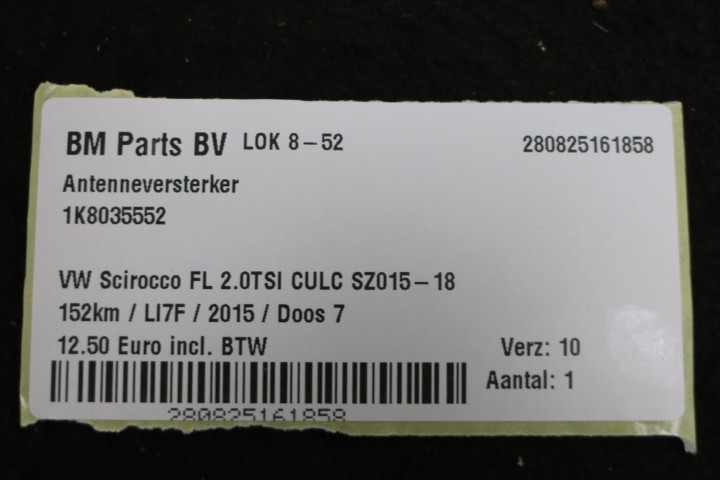 BM Parts BV LOK 8-52 280825161858
Antenneversterker
1K8035552
VW Scirocco FL 2.0TSI CULC SZ015-18
152km / LI7F / 2015 / Doos 7
12.50 Euro incl. BTW Verz: 10
Aantal: 1
280825161858